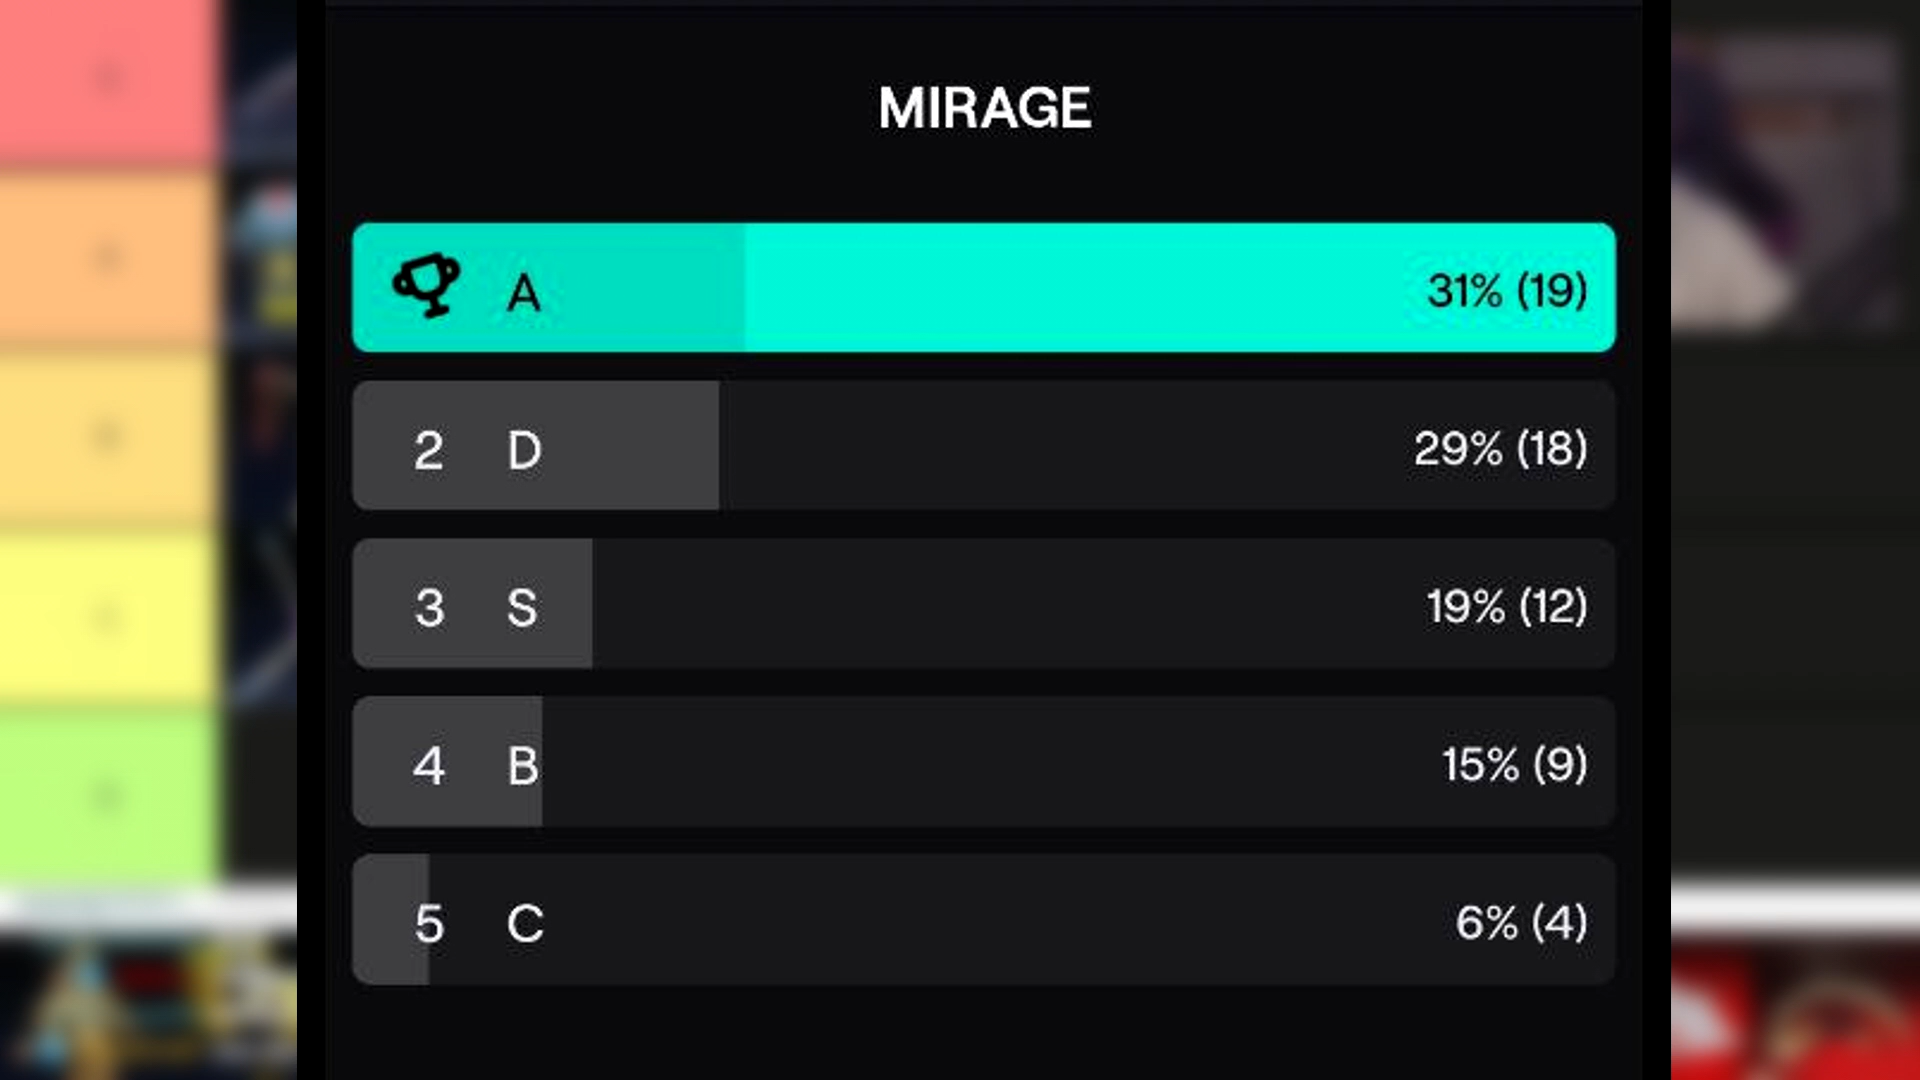 MIRAGE
A 31% (19)
2 D 29% (18)
3 S 19% (12)
4 B 15% (9)
5 C 6% (4)